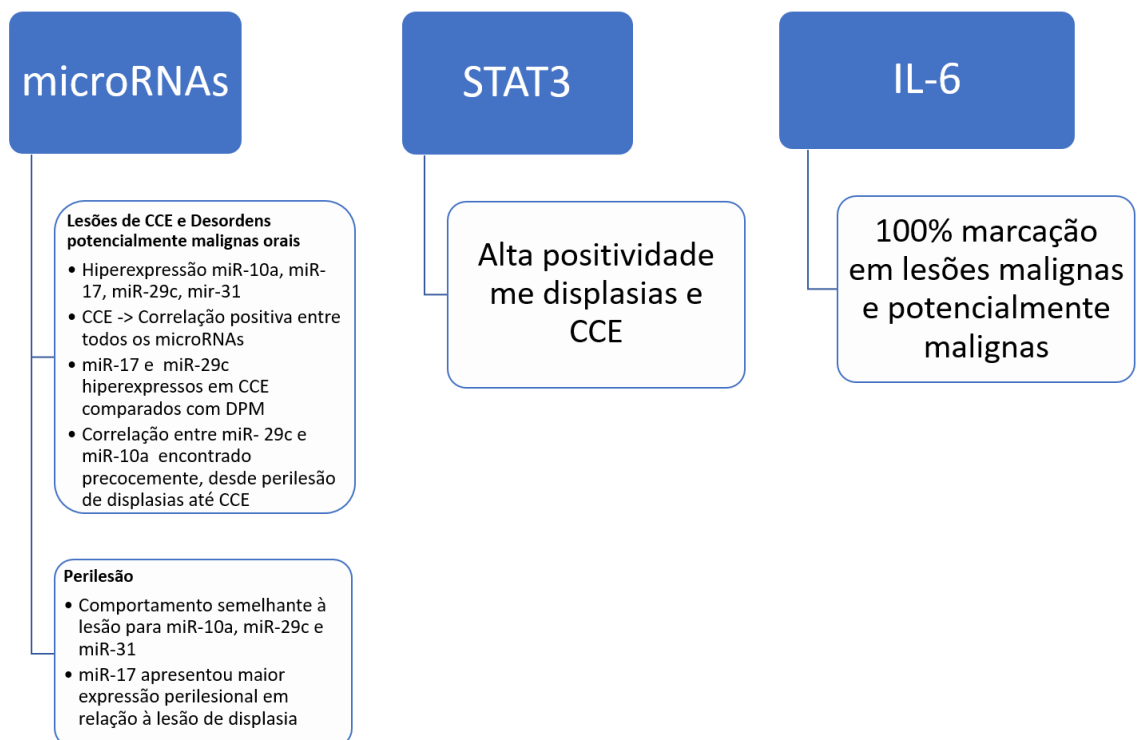 microRNAs
Lesões de CCE e Desordens
potencialmente malignas orais
• Hiperexpressão miR-10a, miR-
17, miR-29c, mir-31
• CCE -> Correlação positiva entre
todos os microRNAs
• miR-17 e miR-29c
hiperexpressos em CCE
comparados com DPM
• Correlação entre miR- 29c e
miR-10a encontrado
precocemente, desde perilesão
de displasias até CCE
Perilesão
• Comportamento semelhante à
lesão para miR-10a, miR-29c e
miR-31
• miR-17 apresentou maior
expressão perilesional em
relação à lesão de displasia
STAT3
Alta positividade
me displasias e
CCE
IL-6
100% marcação
em lesões malignas
e potencialmente
malignas